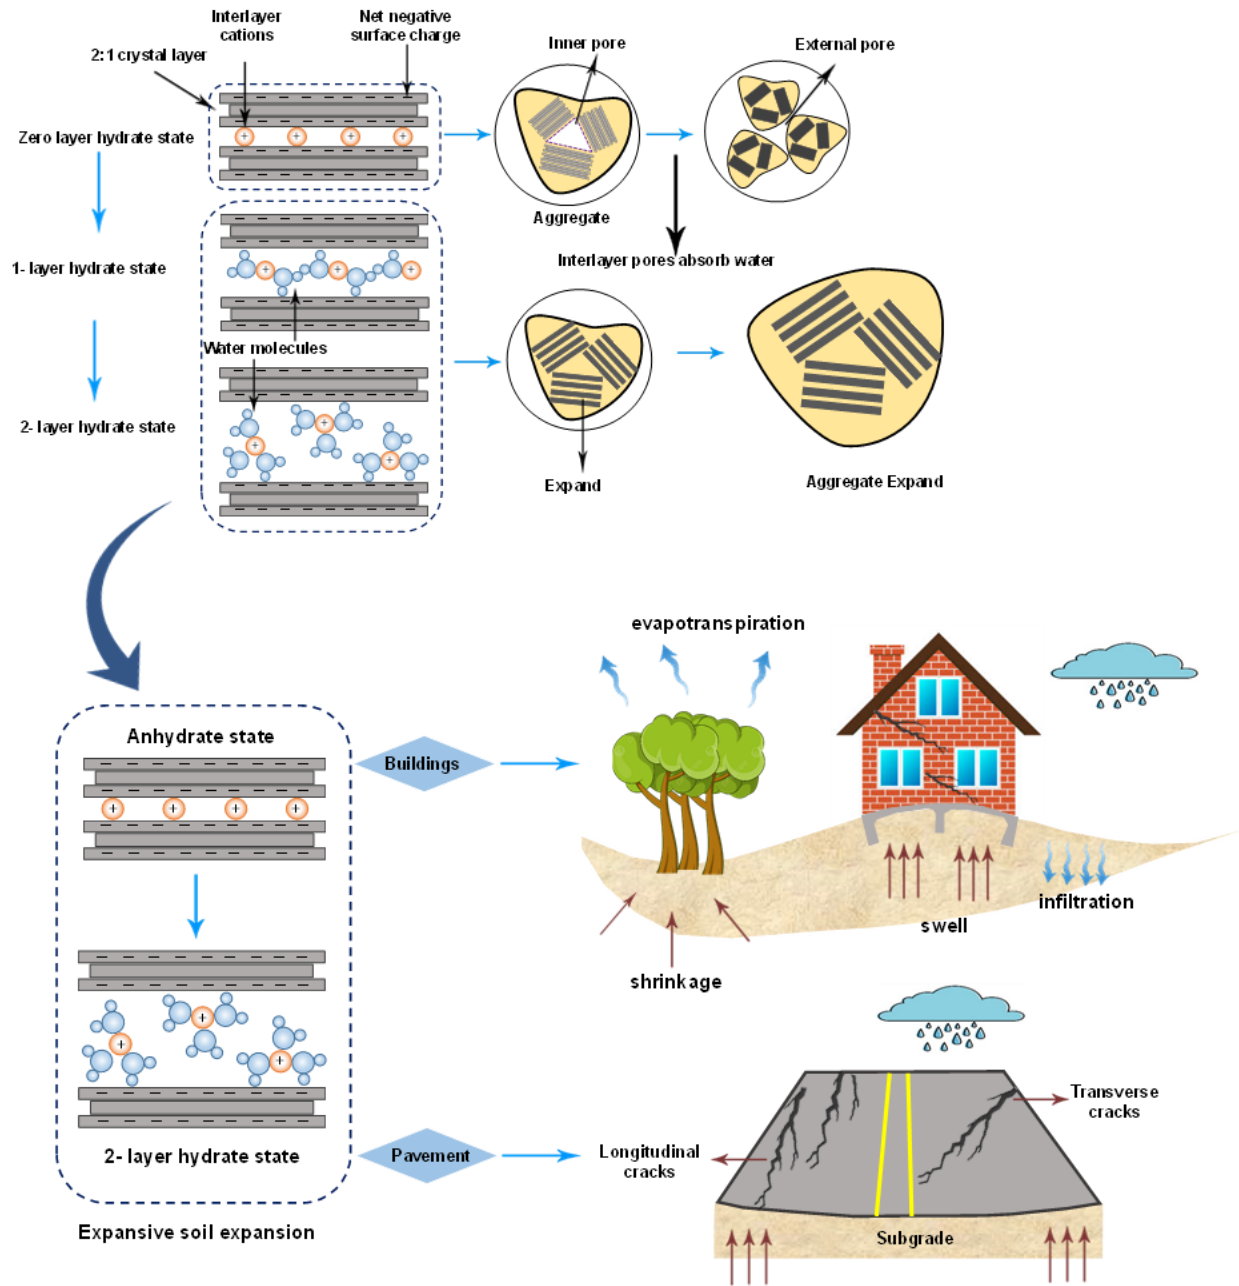 Interlayer
cations
Net negative
surface charge
2:1 crystal layer
Inner pore
External pore
Zero layer hydrate state
Aggregate
Interlayer pores absorb water
1- layer hydrate state
Water molecules
2- layer hydrate state
Expand
Aggregate Expand
evapotranspiration
Anhydrate state
Buildings
infiltration
swell
shrinkage
Transverse
cracks
Longitudinal
cracks
2- layer hydrate state
Pavement
Expansive soil expansion
Subgrade